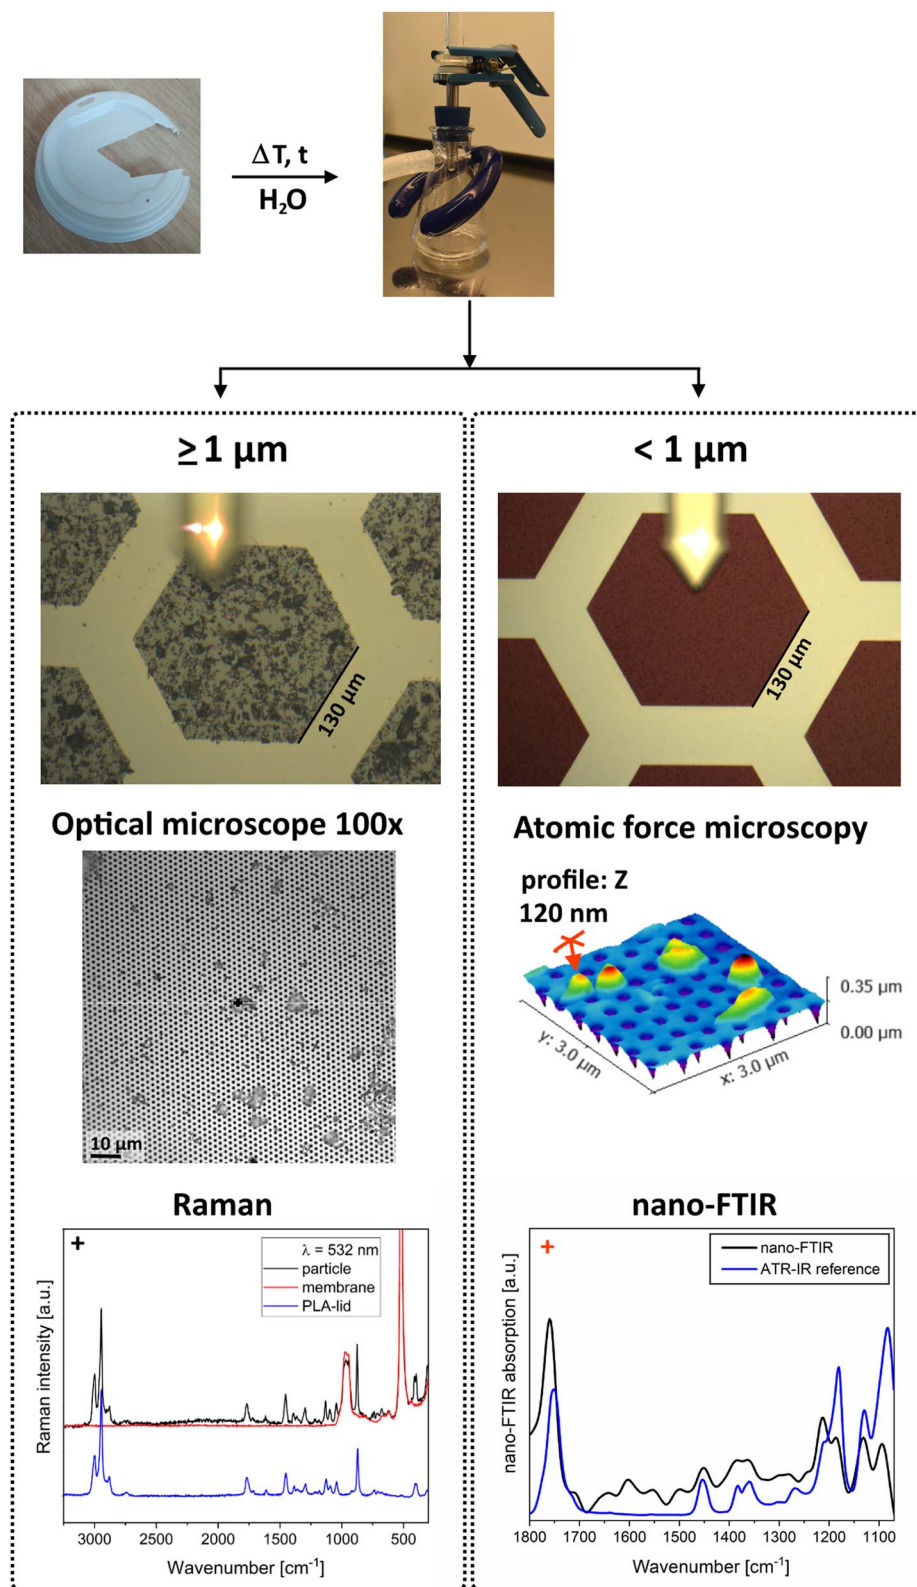 ΔT, t
H₂O
≥ 1 µm
< 1 µm
130 µm
130 µm
Optical microscope 100x
Atomic force microscopy
profile: Z
120 nm
0.35 µm
0.00 µm
y: 3.0 µm
x: 3.0 µm
10 µm
Raman
nano-FTIR
+
λ = 532 nm
particle
membrane
PLA-lid
Raman intensity [a.u.]
3000 2500 2000 1500 1000 500
Wavenumber [cm⁻¹]
+
nano-FTIR
ATR-IR reference
nano-FTIR absorption [a.u.]
1800 1700 1600 1500 1400 1300 1200 1100
Wavenumber [cm⁻¹]